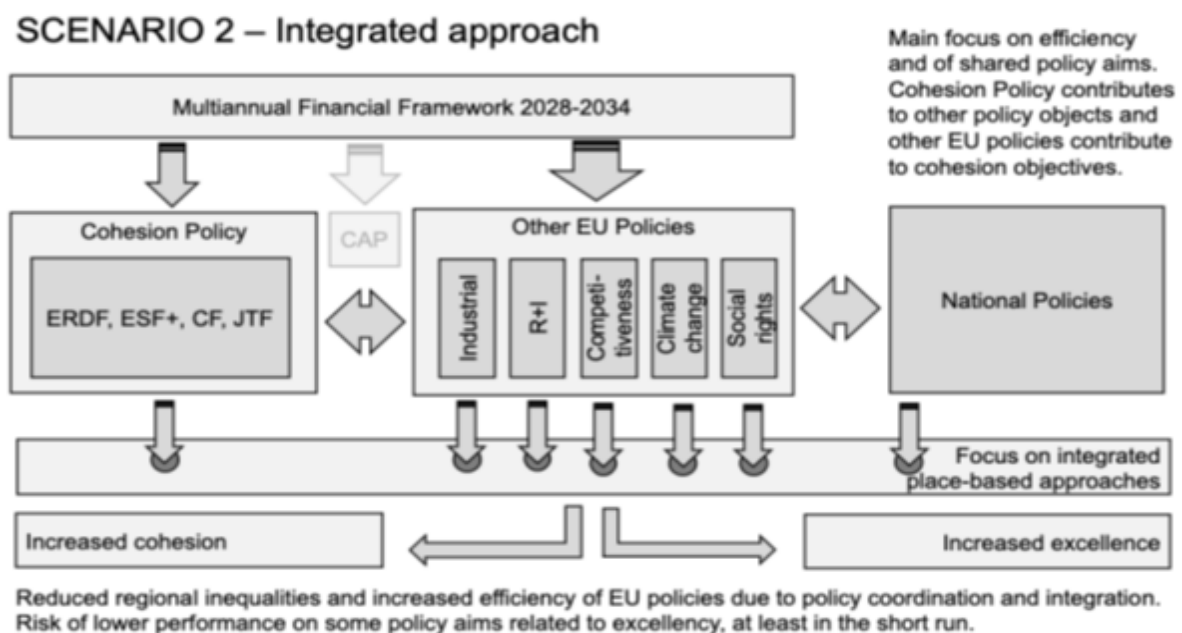 SCENARIO 2 – Integrated approach
Main focus on efficiency
and of shared policy aims.
Cohesion Policy contributes
to other policy objects and
other EU policies contribute
to cohesion objectives.
Multiannual Financial Framework 2028-2034
Cohesion Policy
ERDF, ESF+, CF, JTF
CAP
Other EU Policies
Industrial
R+I
Competi-
tiveness
Climate
change
Social
rights
National Policies
Focus on integrated
place-based approaches
Increased cohesion
Increased excellence
Reduced regional inequalities and increased efficiency of EU policies due to policy coordination and integration.
Risk of lower performance on some policy aims related to excellency, at least in the short run.